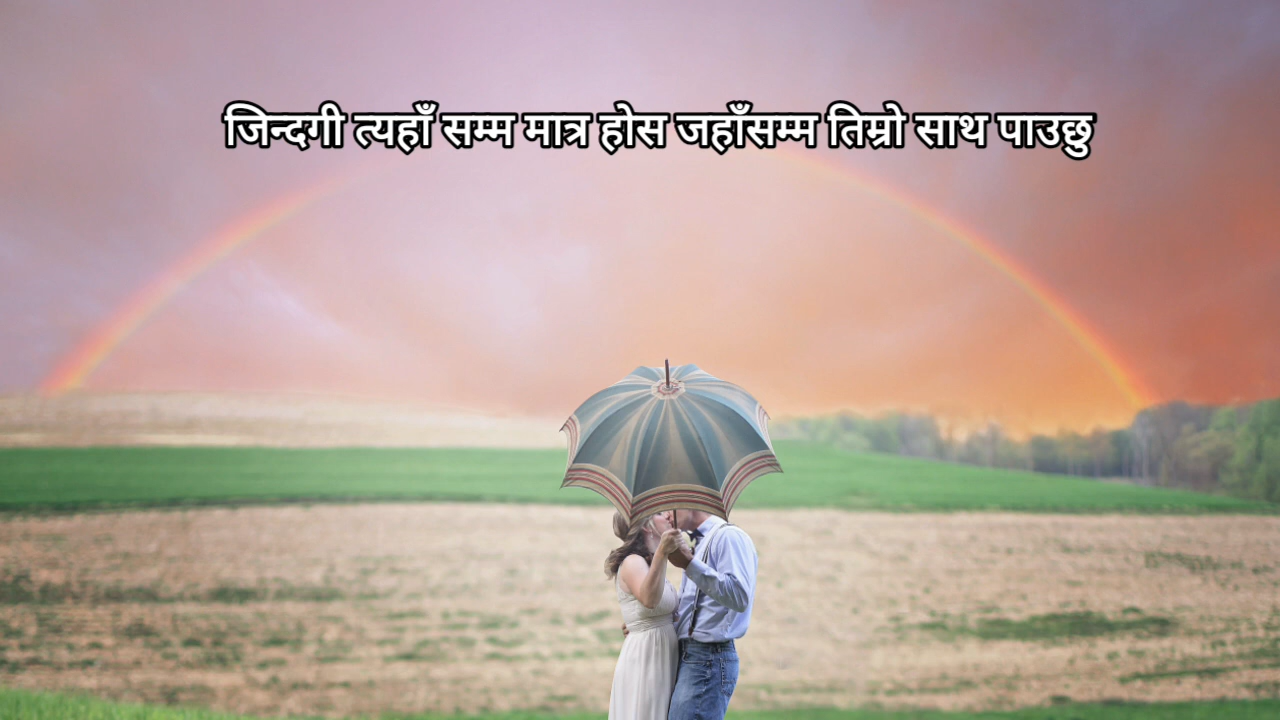 जिन्दगी त्यहाँ सम्म मात्र होस जहाँसम्म तिम्रो साथ पाउछु